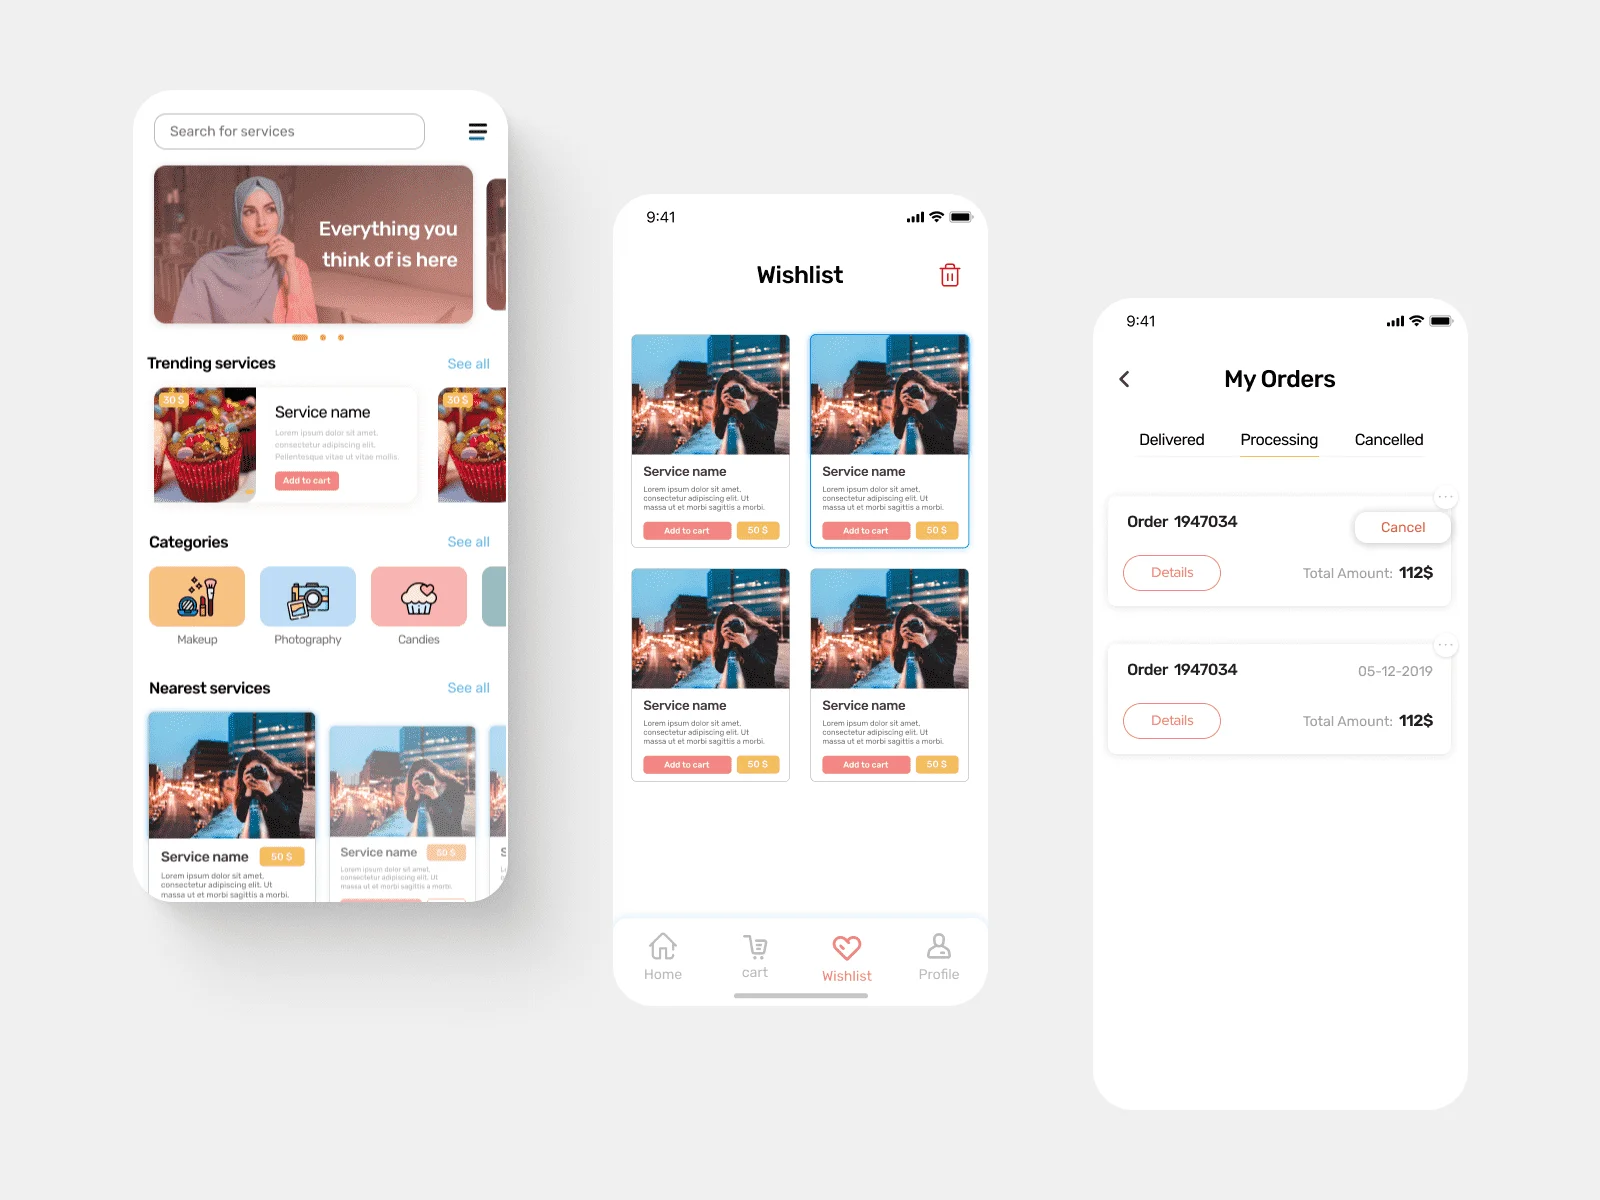 Search for services
Everything you
think of is here
Trending services
See all
30 $
Service name
Lorem ipsum dolor sit amet,
consectetur adipiscing elit.
Pellentesque vitae ut vitae mollis.
Add to cart
30 $
Categories
See all
Makeup
Photography
Candies
Nearest services
See all
Service name
50 $
Lorem ipsum dolor sit amet,
consectetur adipiscing elit. Ut
massa ut et morbi sagittis a morbi.
Service name
50 $
Lorem ipsum dolor sit amet,
consectetur adipiscing elit. Ut
massa ut et morbi sagittis a morbi.
S
9:41
Wishlist
Service name
Lorem ipsum dolor sit amet,
consectetur adipiscing elit. Ut
massa ut et morbi sagittis a morbi.
Add to cart
50 $
Service name
Lorem ipsum dolor sit amet,
consectetur adipiscing elit. Ut
massa ut et morbi sagittis a morbi.
Add to cart
50 $
Service name
Lorem ipsum dolor sit amet,
consectetur adipiscing elit. Ut
massa ut et morbi sagittis a morbi.
Add to cart
50 $
Service name
Lorem ipsum dolor sit amet,
consectetur adipiscing elit. Ut
massa ut et morbi sagittis a morbi.
Add to cart
50 $
Home
cart
Wishlist
Profile
9:41
My Orders
Delivered
Processing
Cancelled
Order 1947034
Cancel
Details
Total Amount: 112$
Order 1947034
05-12-2019
Details
Total Amount: 112$